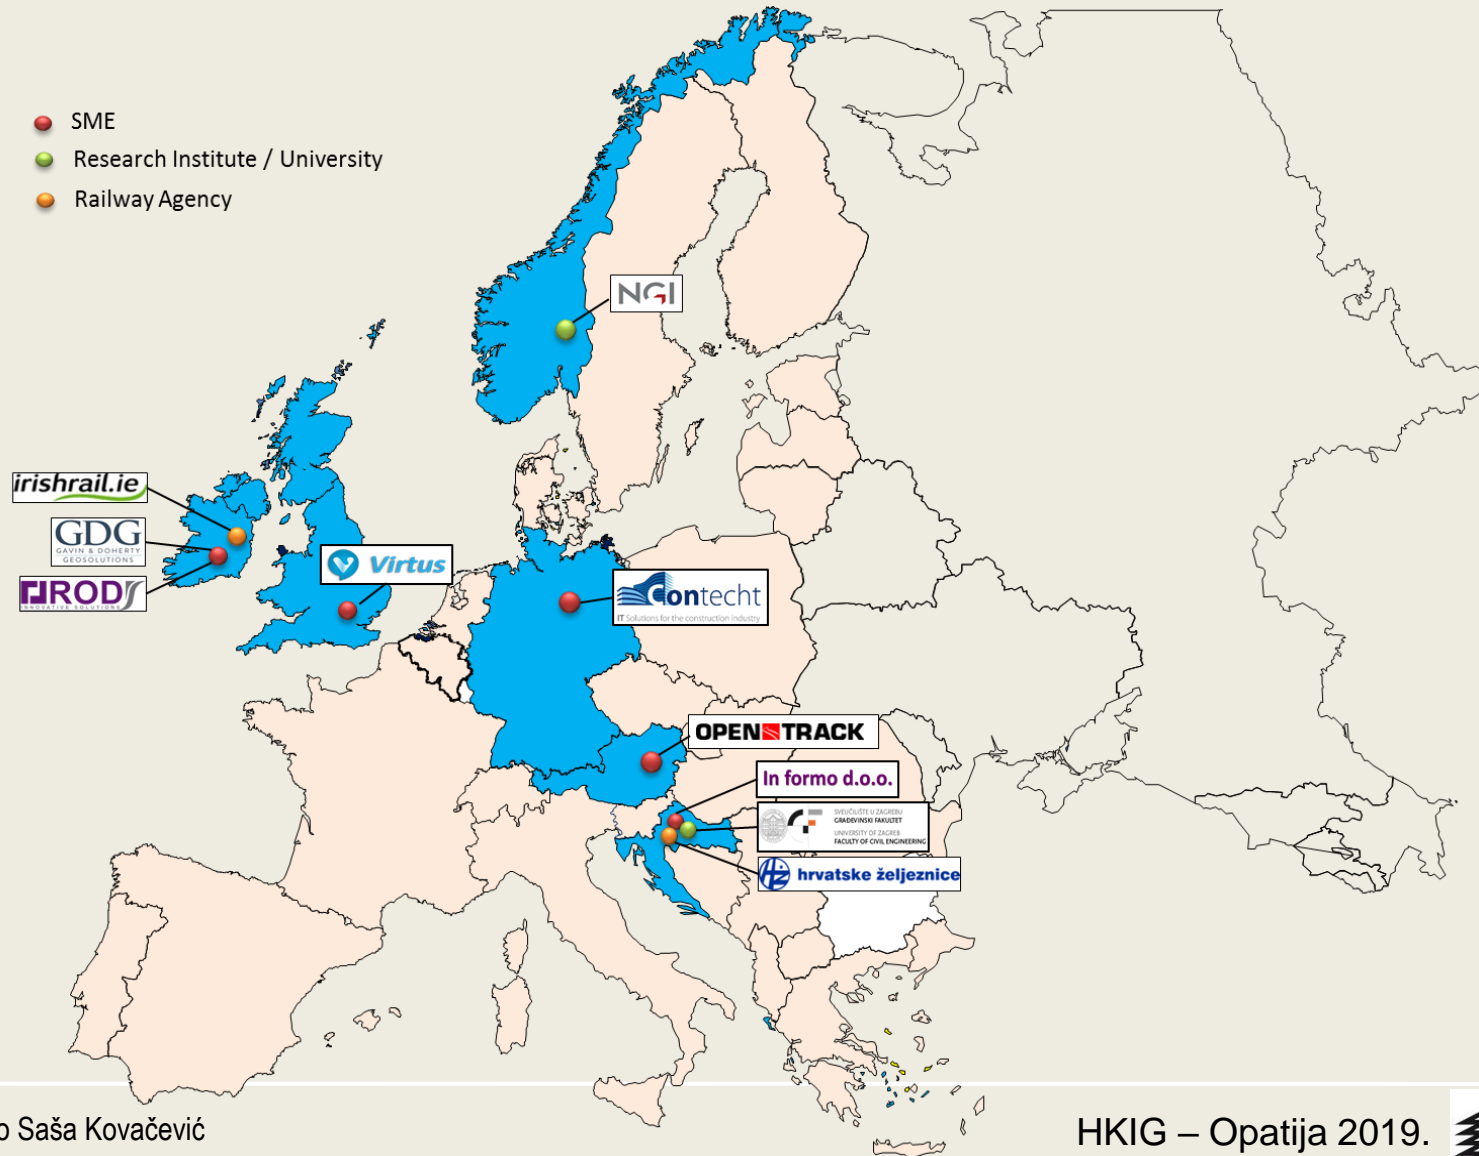 SME
Research Institute / University
Railway Agency
NGI
irishrail.ie
GDG
GAVIN & DOHERTY
GEOSOLUTIONS
ROD
INNOVATIVE SOLUTIONS
Virtus
Contecht
IT Solutions for the construction industry
OPEN TRACK
In formo d.o.o.
SVEUČILIŠTE U ZAGREBU
GRAĐEVINSKI FAKULTET
UNIVERSITY OF ZAGREB
FACULTY OF CIVIL ENGINEERING
HŽ hrvatske željeznice
o Saša Kovačević
HKIG – Opatija 2019.